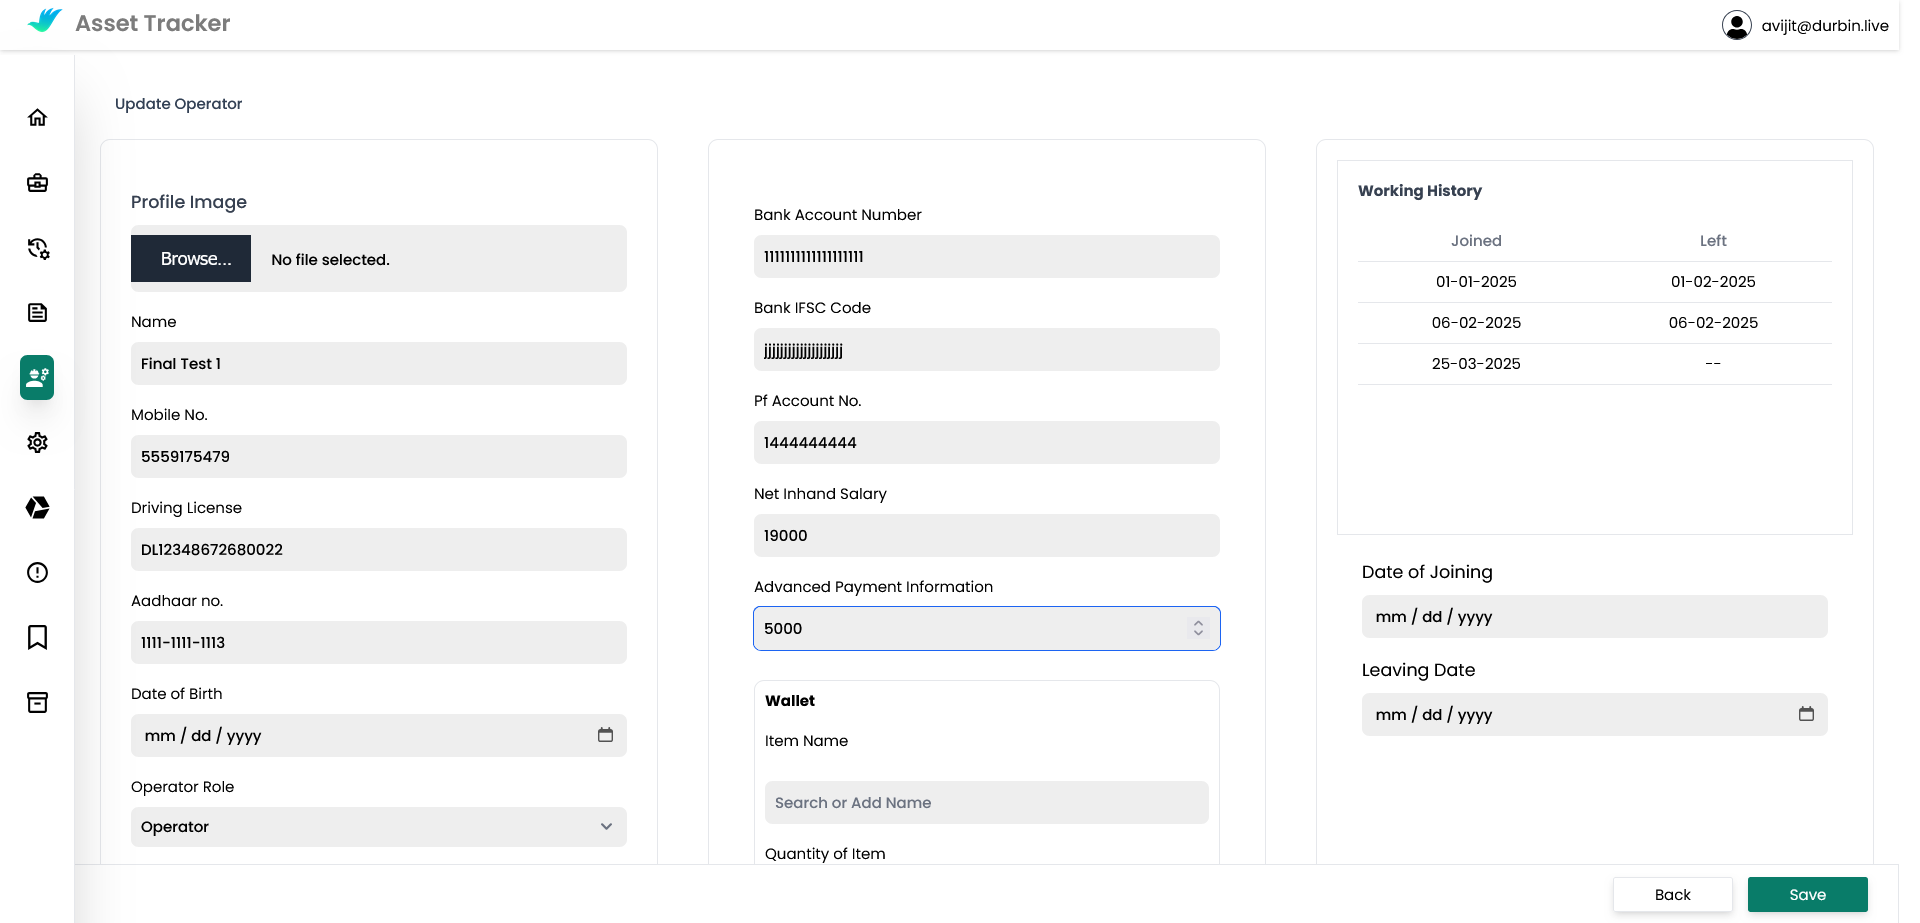 Asset Tracker
avijit@durbin.live
Update Operator
Profile Image
Browse...
No file selected.
Name
Final Test 1
Mobile No.
5559175479
Driving License
DL12348672680022
Aadhaar no.
1111-1111-1113
Date of Birth
mm / dd / yyyy
Operator Role
Operator
Bank Account Number
1111111111111111111
Bank IFSC Code
jjjjjjjjjjjjjjjjjjjj
Pf Account No.
1444444444
Net Inhand Salary
19000
Advanced Payment Information
5000
Wallet
Item Name
Search or Add Name
Quantity of Item
Working History
Joined Left
01-01-2025 01-02-2025
06-02-2025 06-02-2025
25-03-2025 --
Date of Joining
mm / dd / yyyy
Leaving Date
mm / dd / yyyy
Back
Save